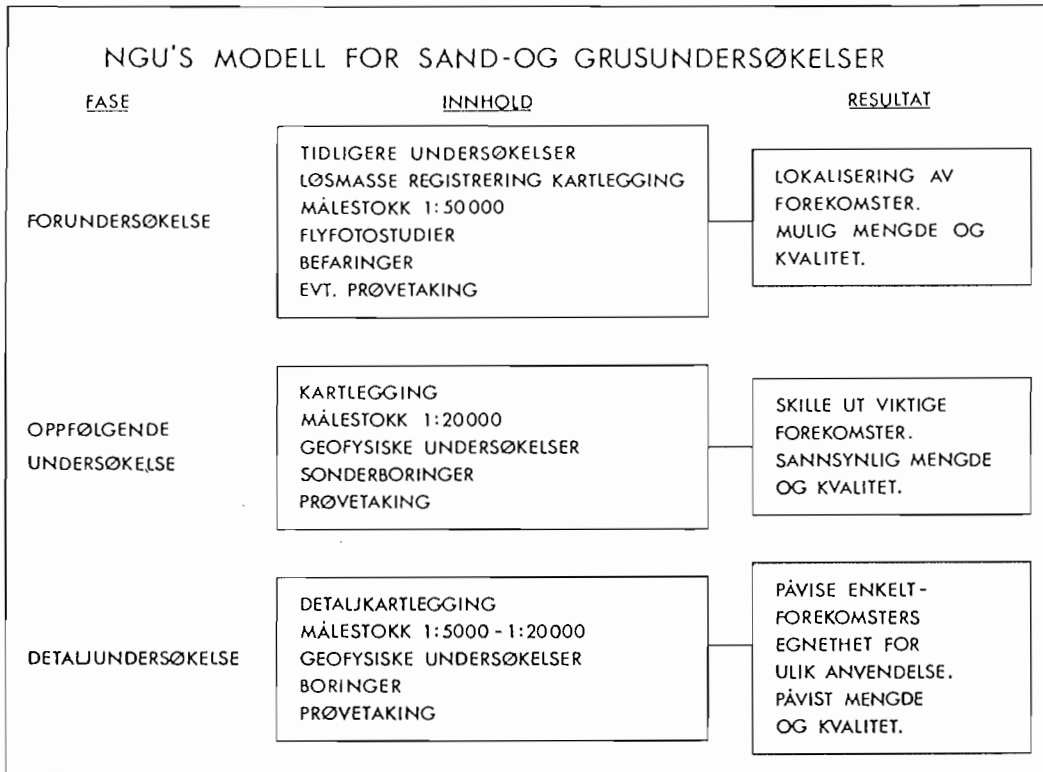 NGU'S MODELL FOR SAND-OG GRUSUNDERSØKELSER
FASE INNHOLD RESULTAT
FORUNDERSØKELSE
TIDLIGERE UNDERSØKELSER
LØSMASSE REGISTRERING KARTLEGGING
MÅLESTOKK 1:50000
FLYFOTOSTUDIER
BEFARINGER
EVT. PRØVETAKING
LOKALISERING AV
FOREKOMSTER.
MULIG MENGDE OG
KVALITET.
OPPFØLGENDE
UNDERSØKELSE
KARTLEGGING
MÅLESTOKK 1:20000
GEOFYSISKE UNDERSØKELSER
SONDERBORINGER
PRØVETAKING
SKILLE UT VIKTIGE
FOREKOMSTER.
SANNSYNLIG MENGDE
OG KVALITET.
DETALJUNDERSØKELSE
DETALJKARTLEGGING
MÅLESTOKK 1:5000-1:20000
GEOFYSISKE UNDERSØKELSER
BORINGER
PRØVETAKING
PÅVISE ENKELT-
FOREKOMSTERS
EGNETHET FOR
ULIK ANVENDELSE.
PÅVIST MENGDE
OG KVALITET.